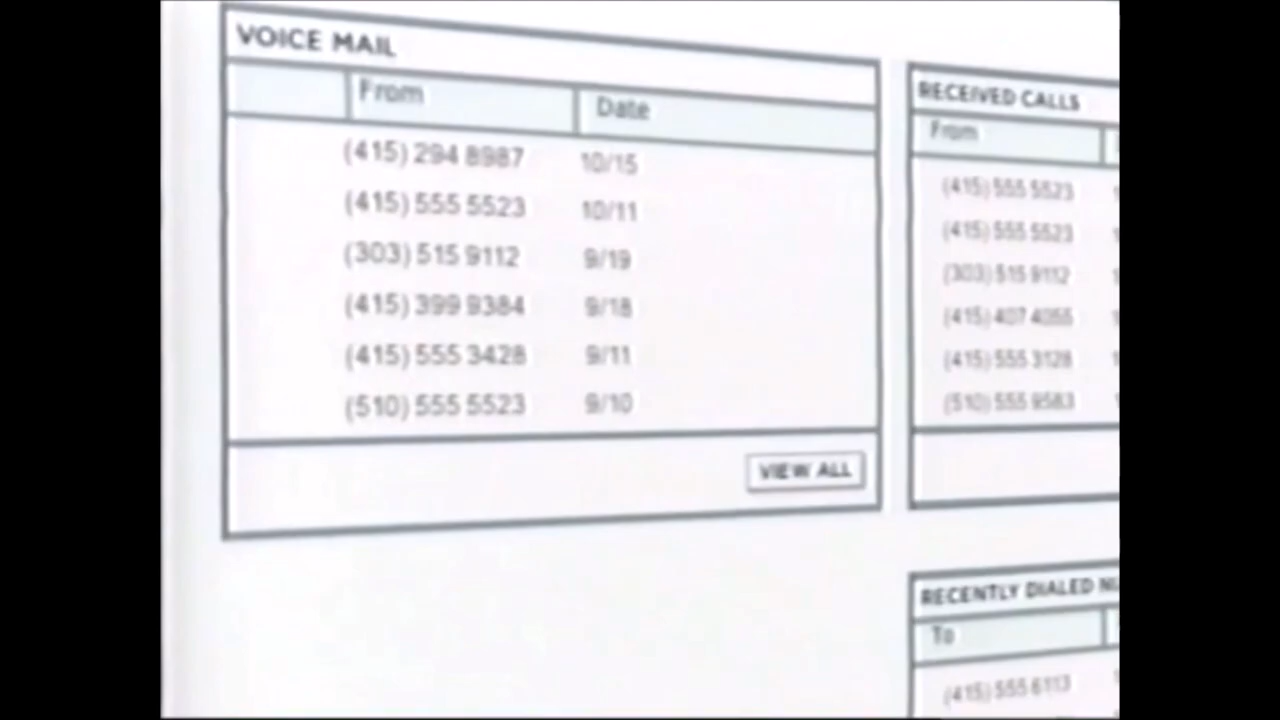 VOICE MAIL
From Date
(415) 294 8987 10/15
(415) 555 5523 10/11
(303) 515 9112 9/19
(415) 399 9384 9/18
(415) 555 3428 9/11
(510) 555 5523 9/10
VIEW ALL
RECEIVED CALLS
From
(415) 555 5523
(415) 555 5523
(303) 515 9112
(415) 407 4055
(415) 555 3128
(510) 555 9583
RECENTLY DIALED
To
(415) 555 6113